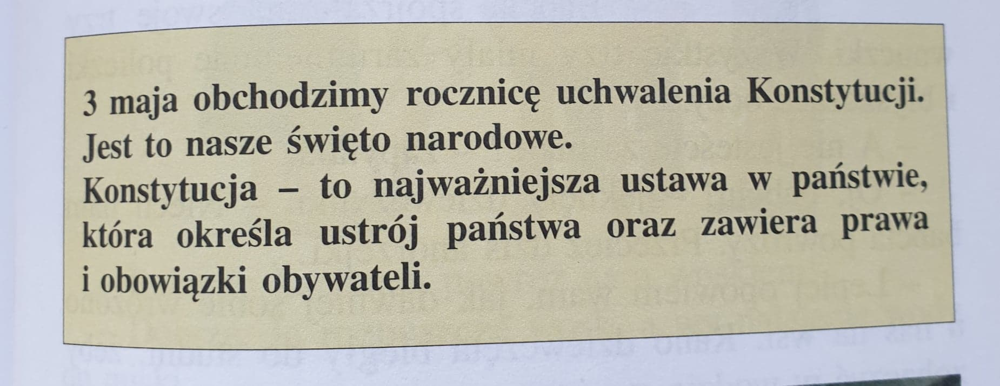 3 maja obchodzimy rocznicę uchwalenia Konstytucji.
Jest to nasze święto narodowe.
Konstytucja – to najważniejsza ustawa w państwie,
która określa ustrój państwa oraz zawiera prawa
i obowiązki obywateli.